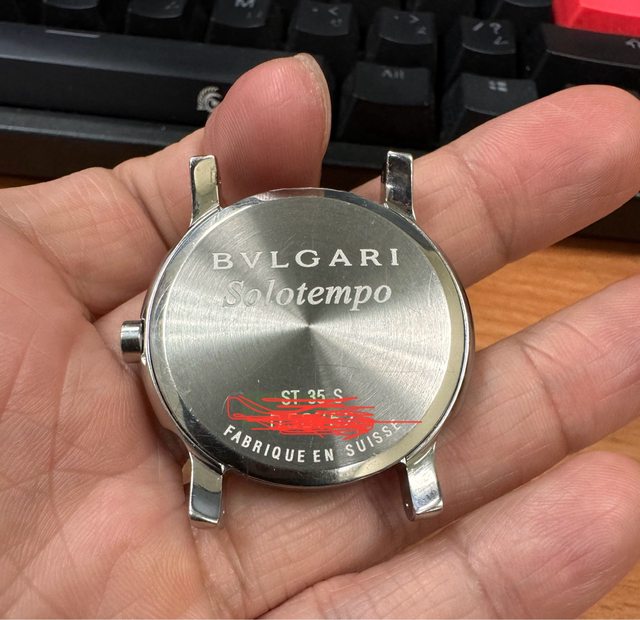 BVLGARI
Solotempo
ST 35 S
FABRIQUE EN SUISSE